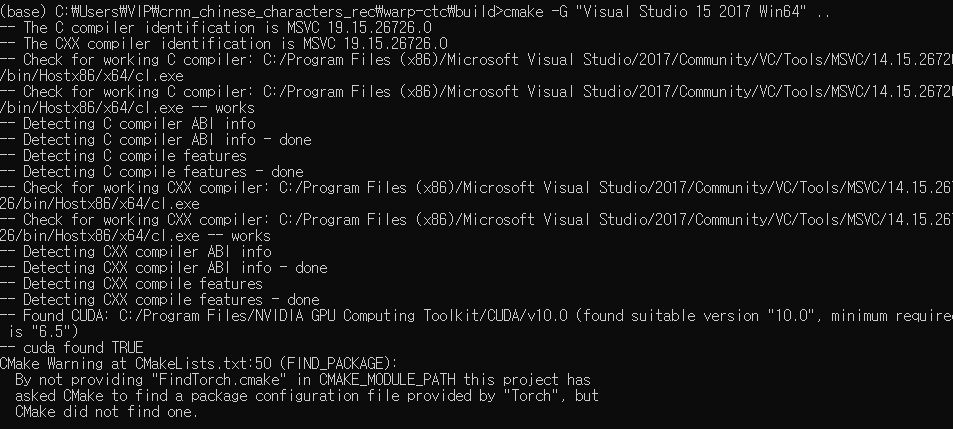 (base) C:₩Users₩VIP₩crnn_chinese_characters_rec₩warp-ctc₩build>cmake -G "Visual Studio 15 2017 Win64" ..
-- The C compiler identification is MSVC 19.15.26726.0
-- The CXX compiler identification is MSVC 19.15.26726.0
-- Check for working C compiler: C:/Program Files (x86)/Microsoft Visual Studio/2017/Community/VC/Tools/MSVC/14.15.26726
/bin/Hostx86/x64/cl.exe
-- Check for working C compiler: C:/Program Files (x86)/Microsoft Visual Studio/2017/Community/VC/Tools/MSVC/14.15.26726
/bin/Hostx86/x64/cl.exe -- works
-- Detecting C compiler ABI info
-- Detecting C compiler ABI info - done
-- Detecting C compile features
-- Detecting C compile features - done
-- Check for working CXX compiler: C:/Program Files (x86)/Microsoft Visual Studio/2017/Community/VC/Tools/MSVC/14.15.267
26/bin/Hostx86/x64/cl.exe
-- Check for working CXX compiler: C:/Program Files (x86)/Microsoft Visual Studio/2017/Community/VC/Tools/MSVC/14.15.267
26/bin/Hostx86/x64/cl.exe -- works
-- Detecting CXX compiler ABI info
-- Detecting CXX compiler ABI info - done
-- Detecting CXX compile features
-- Detecting CXX compile features - done
-- Found CUDA: C:/Program Files/NVIDIA GPU Computing Toolkit/CUDA/v10.0 (found suitable version "10.0", minimum require
is "6.5")
-- cuda found TRUE
CMake Warning at CMakeLists.txt:50 (FIND_PACKAGE):
By not providing "FindTorch.cmake" in CMAKE_MODULE_PATH this project has
asked CMake to find a package configuration file provided by "Torch", but
CMake did not find one.